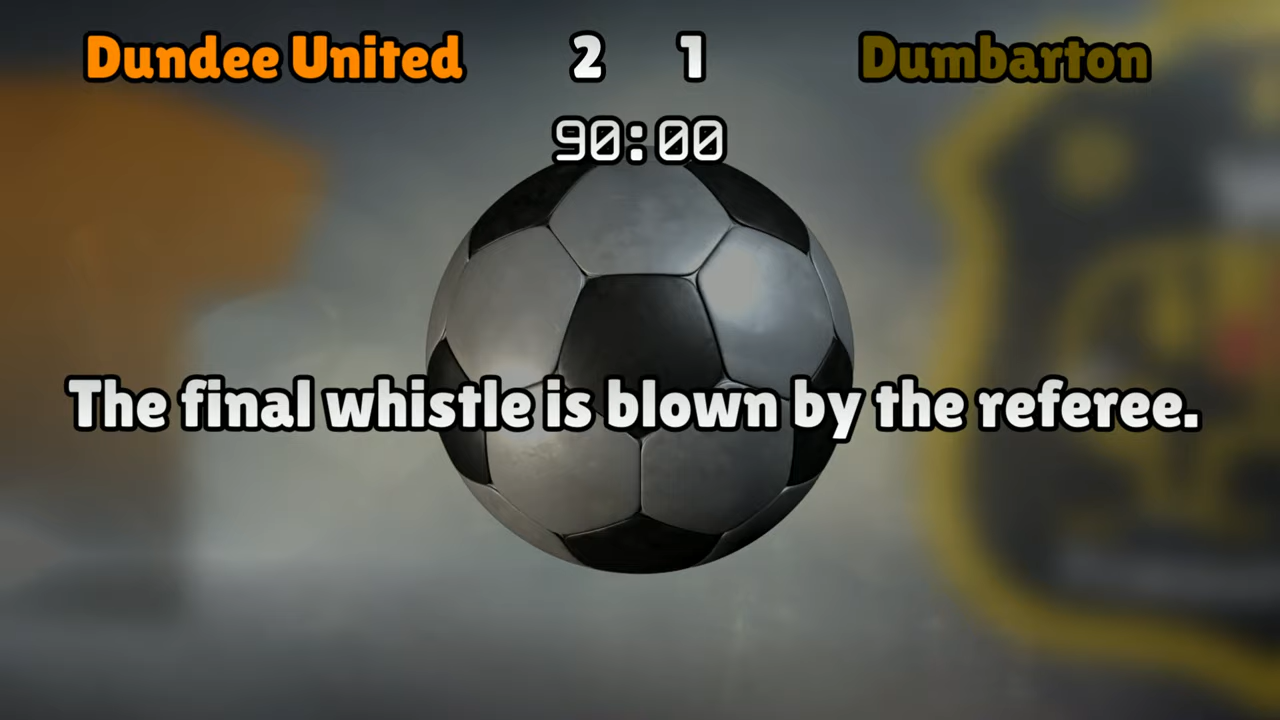 Dundee United 2 1 Dumbarton
90:00
The final whistle is blown by the referee.